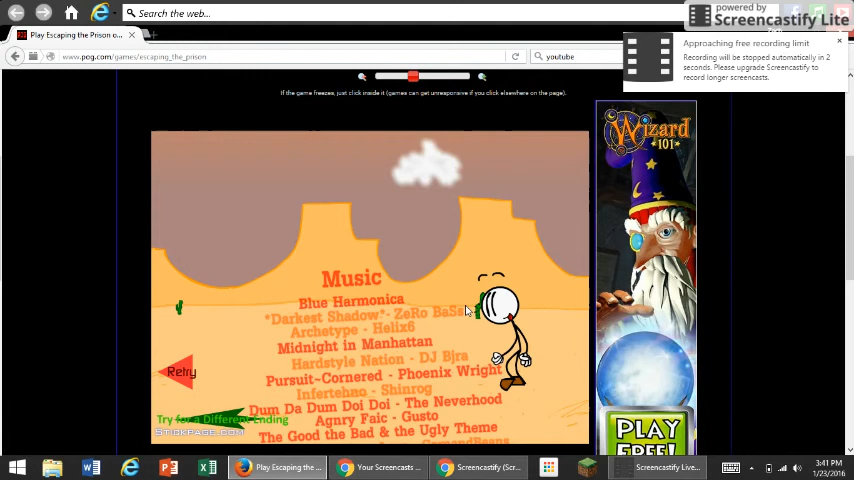 Search the web...
powered by
Screencastify Lite
Play Escaping the Prison o...
Approaching free recording limit
Recording will be stopped automatically in 2
seconds. Please upgrade Screencastify to
record longer screencasts.
www.pog.com/games/escaping_the_prison
youtube
If the game freezes, just click inside it (games can get unresponsive if you click elsewhere on the page).
Wizard
101
Music
Blue Harmonica
*Darkest Shadow*- ZeRo BaSs
Archetype - Helix6
Midnight in Manhattan
Hardstyle Nation - DJ Bjra
Pursuit~Cornered - Phoenix Wright
Infertehno - Shinrog
Dum Da Dum Doi Doi - The Neverhood
Agnry Faic - Gusto
The Good the Bad & the Ugly Theme
Retry
Try for a Different Ending
STICKPAGE.COM
PLAY
FREE!
Play Escaping the ...
Your Screencasts ...
Screencastify (Scr...
Screencastify Live...
3:41 PM
1/23/2016